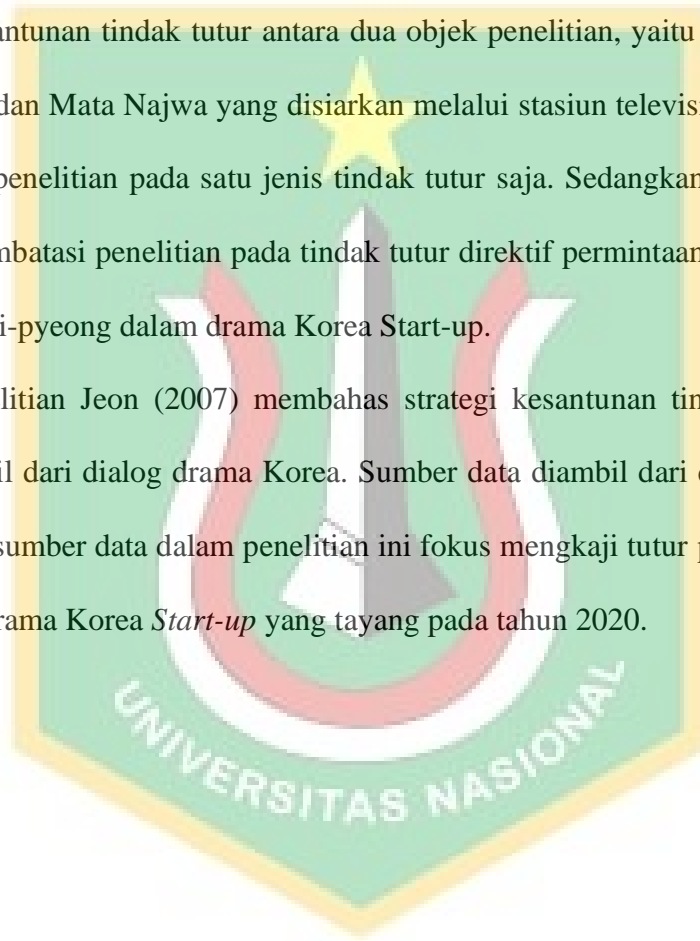 antunan tindak tutur antara dua objek penelitian, yaitu
dan Mata Najwa yang disiarkan melalui stasiun televis
penelitian pada satu jenis tindak tutur saja. Sedangkan
mbatasi penelitian pada tindak tutur direktif permintaan
i-pyeong dalam drama Korea Start-up.
litian Jeon (2007) membahas strategi kesantunan tin
il dari dialog drama Korea. Sumber data diambil dari
sumber data dalam penelitian ini fokus mengkaji tutur p
rama Korea Start-up yang tayang pada tahun 2020.
UNIVERSITAS NASIONAL